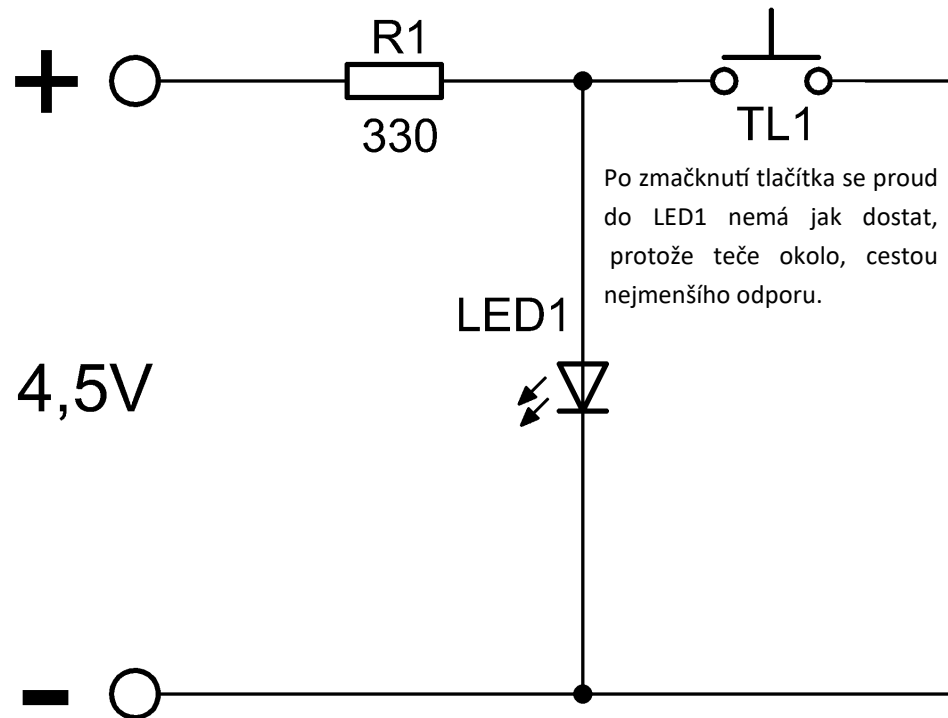 R1
+
330
TL1
Po zmačknutí tlačítka se proud
do LED1 nemá jak dostat,
protože teče okolo, cestou
nejmenšího odporu.
LED1
4,5V
-